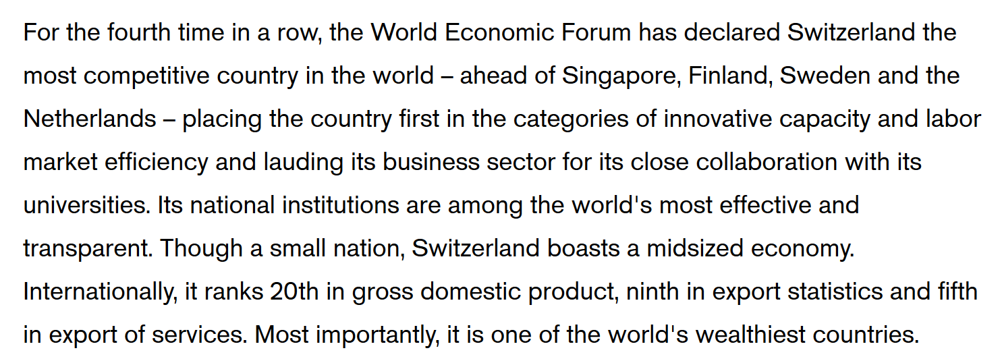 For the fourth time in a row, the World Economic Forum has declared Switzerland the
most competitive country in the world – ahead of Singapore, Finland, Sweden and the
Netherlands – placing the country first in the categories of innovative capacity and labor
market efficiency and lauding its business sector for its close collaboration with its
universities. Its national institutions are among the world's most effective and
transparent. Though a small nation, Switzerland boasts a midsized economy.
Internationally, it ranks 20th in gross domestic product, ninth in export statistics and fifth
in export of services. Most importantly, it is one of the world's wealthiest countries.